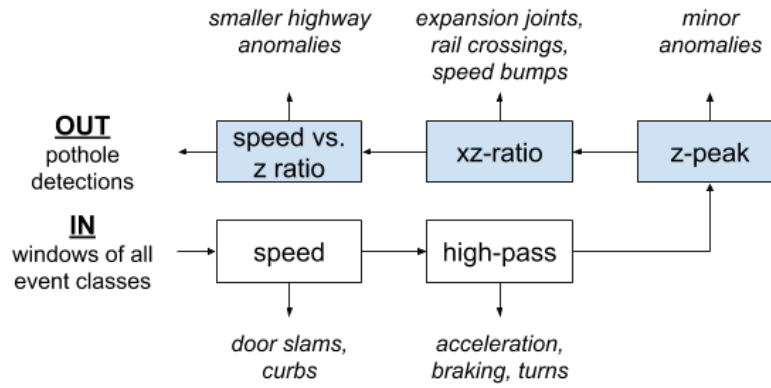 smaller highway
anomalies
expansion joints,
rail crossings,
speed bumps
minor
anomalies
OUT
pothole
detections
speed vs.
z ratio
xz-ratio
z-peak
IN
windows of all
event classes
speed
high-pass
door slams,
curbs
acceleration,
braking, turns